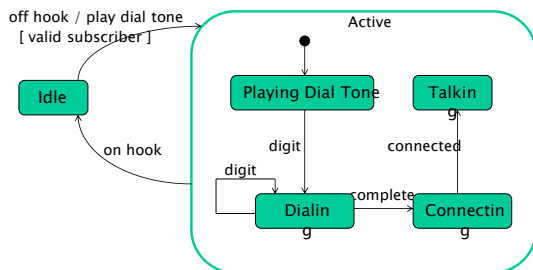 off hook / play dial tone
[ valid subscriber ]
Active
Idle
Playing Dial Tone
Talkin
g
on hook
digit
connected
digit
complete
Dialin
g
Connectin
g